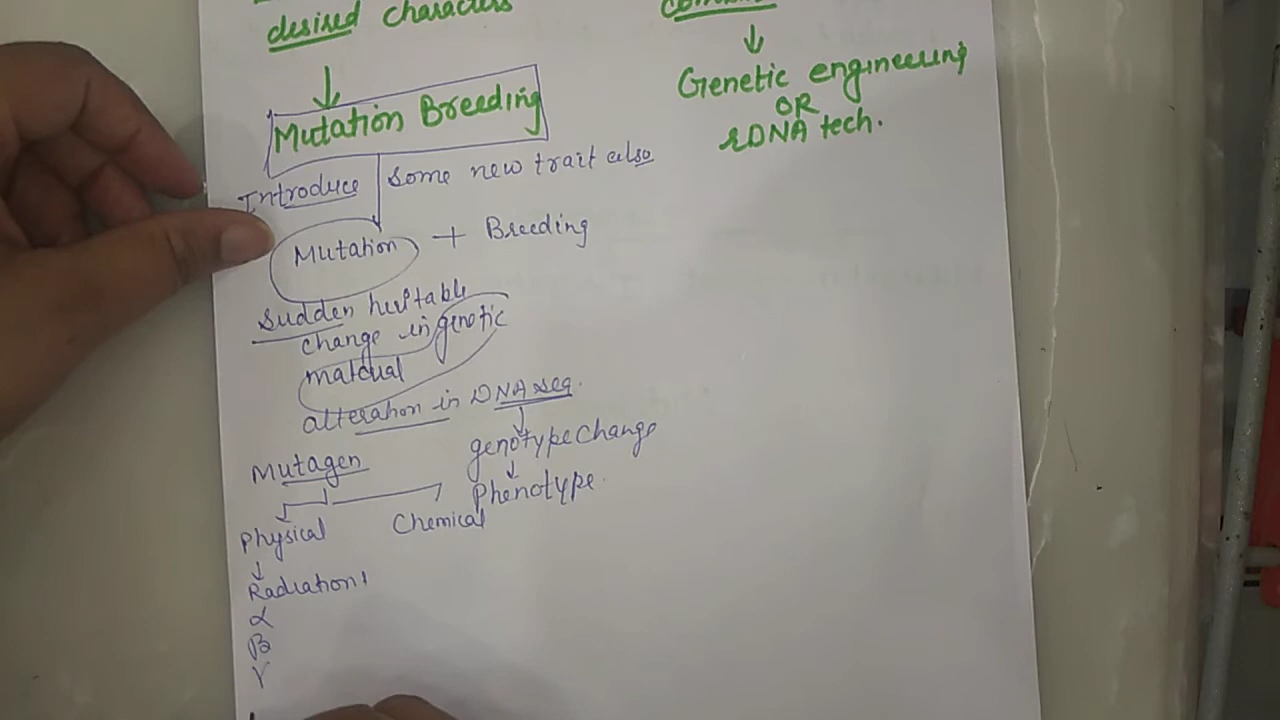 desired characters
↓
Mutation Breeding
Introduce some new trait also
Mutation + Breeding
sudden heritable
change in genetic
material
alteration in DNA seq.
↓
genotype change
↓
Phenotype.
Mutagen
Physical
Chemical
↓
Radiation
α
β
γ
↓
Genetic engineering
OR
rDNA tech.